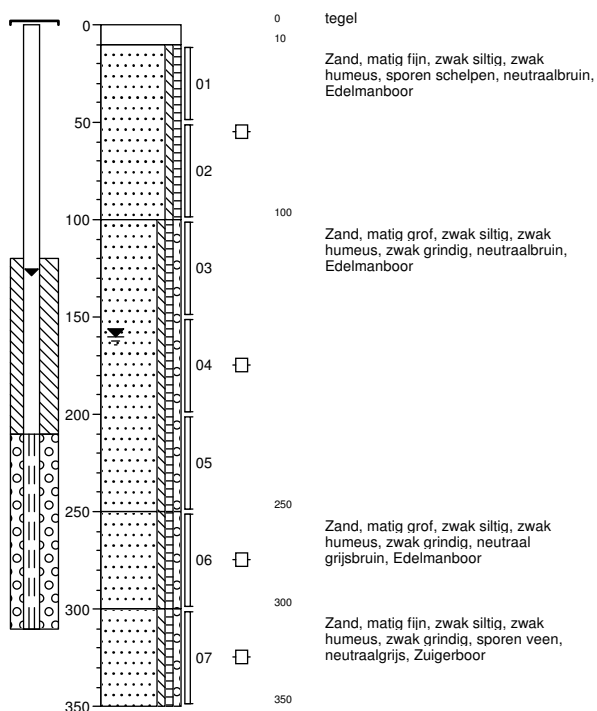 0
50
100
150
200
250
300
350
01
02
03
04
05
06
07
0
tegel
10
Zand, matig fijn, zwak siltig, zwak
humeus, sporen schelpen, neutraalbruin,
Edelmanboor
100
Zand, matig grof, zwak siltig, zwak
humeus, zwak grindig, neutraalbruin,
Edelmanboor
250
Zand, matig grof, zwak siltig, zwak
humeus, zwak grindig, neutraal
grijsbruin, Edelmanboor
300
Zand, matig fijn, zwak siltig, zwak
humeus, zwak grindig, sporen veen,
neutraalgrijs, Zuigerboor
350